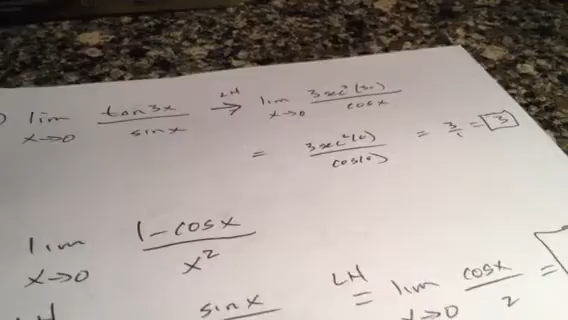 ) lim x→0 tan3x / sinx LH → lim x→0 3sec²(3x) / cosx
= 3sec²(0) / cos(0) = 3/1 = 3
lim x→0 1-cosx / x²
LH sinx LH = lim x→0 cosx / 2 =